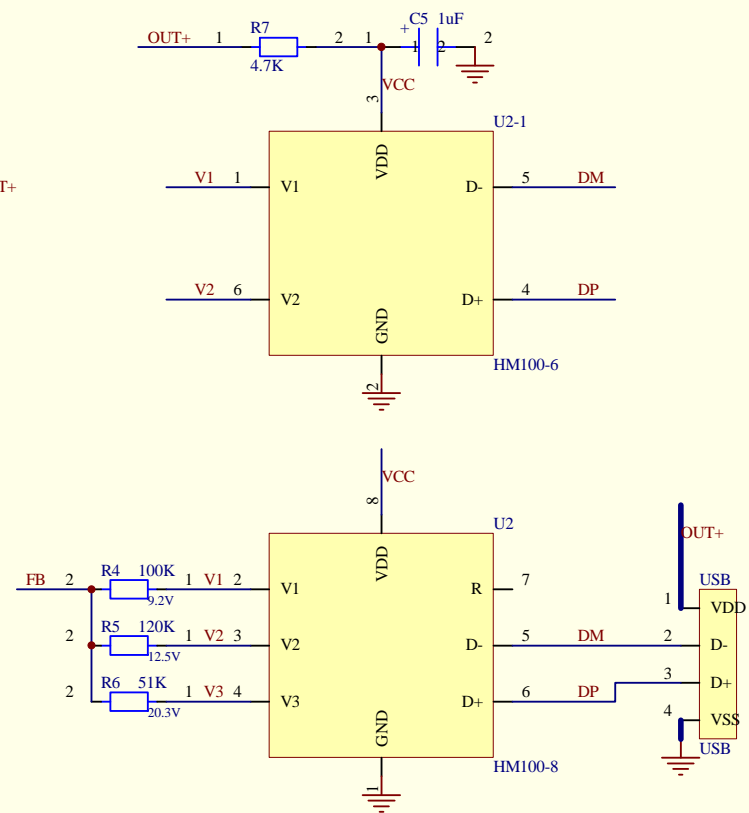 OUT+ 1 R7 2 1 + C5 1uF 2
4.7K 1 2
VCC
3
U2-1
VDD
T+ V1 1 V1 D- 5 DM
V2 6 V2 D+ 4 DP
GND
HM100-6
2
VCC
8
U2
VDD
OUT+
FB 2 R4 100K 1 V1 2 V1 R 7
9.2V
USB
1 VDD
2 R5 120K 1 V2 3 V2 D- 5 DM 2 D-
12.5V
3 D+
2 R6 51K 1 V3 4 V3 D+ 6 DP
20.3V
4 VSS
GND
USB
HM100-8
1